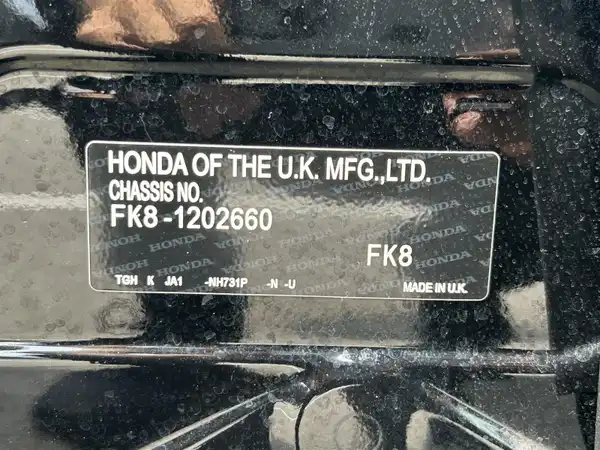 HONDA OF THE U.K. MFG.,LTD.
CHASSIS NO.
FK8-1202660
FK8
TGH K JA1 -NH731P -N -U
MADE IN U.K.